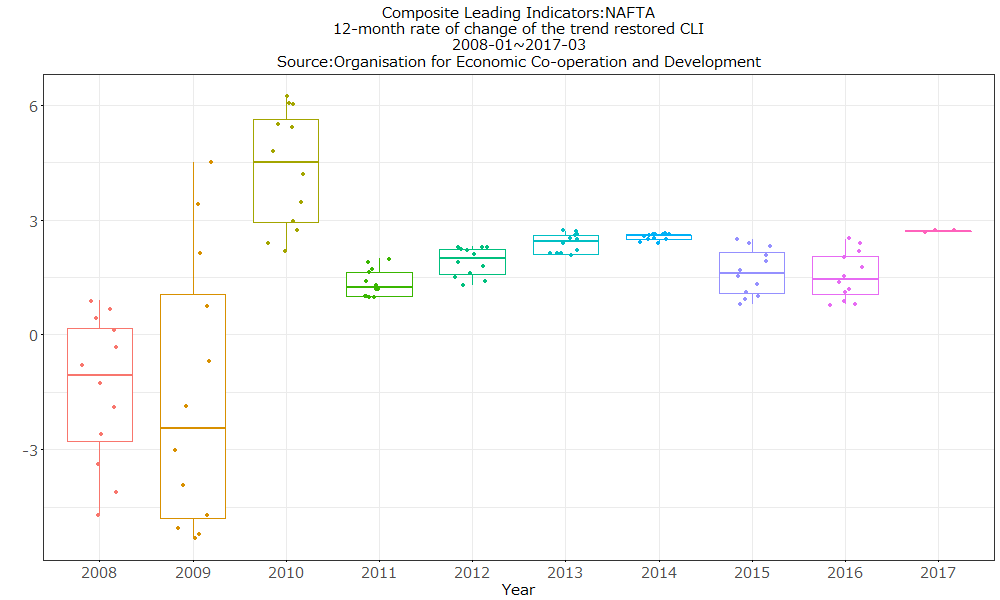 Composite Leading Indicators:NAFTA
12-month rate of change of the trend restored CLI
2008-01~2017-03
Source:Organisation for Economic Co-operation and Development
6
3
0
-3
2008 2009 2010 2011 2012 2013 2014 2015 2016 2017
Year